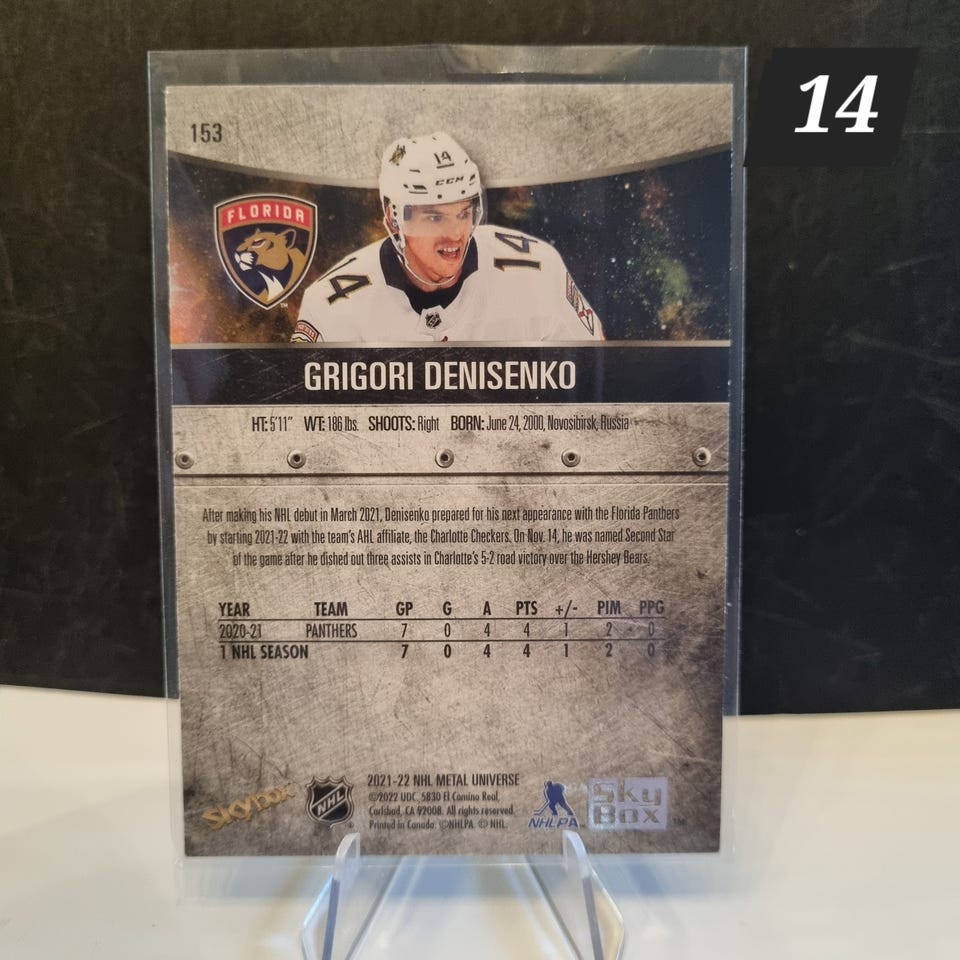 14
153
FLORIDA
TM
14
CCM
14
14
GRIGORI DENISENKO
HT: 5'11" WT: 186 lbs. SHOOTS: Right BORN: June 24, 2000, Novosibirsk, Russia
After making his NHL debut in March 2021, Denisenko prepared for his next appearance with the Florida Panthers
by starting 2021-22 with the team's AHL affiliate, the Charlotte Checkers. On Nov. 14, he was named Second Star
of the game after he dished out three assists in Charlotte's 5-2 road victory over the Hershey Bears.
YEAR TEAM GP G A PTS +/- PIM PPG
2020-21 PANTHERS 7 0 4 4 1 2 0
1 NHL SEASON 7 0 4 4 1 2 0
SKYBOX
NHL
®
2021-22 NHL METAL UNIVERSE
©2022 UDC, 5830 El Camino Real,
Carlsbad, CA 92008. All rights reserved.
Printed in Canada. ©NHLPA. © NHL.
NHLPA
Sky
Box
TM